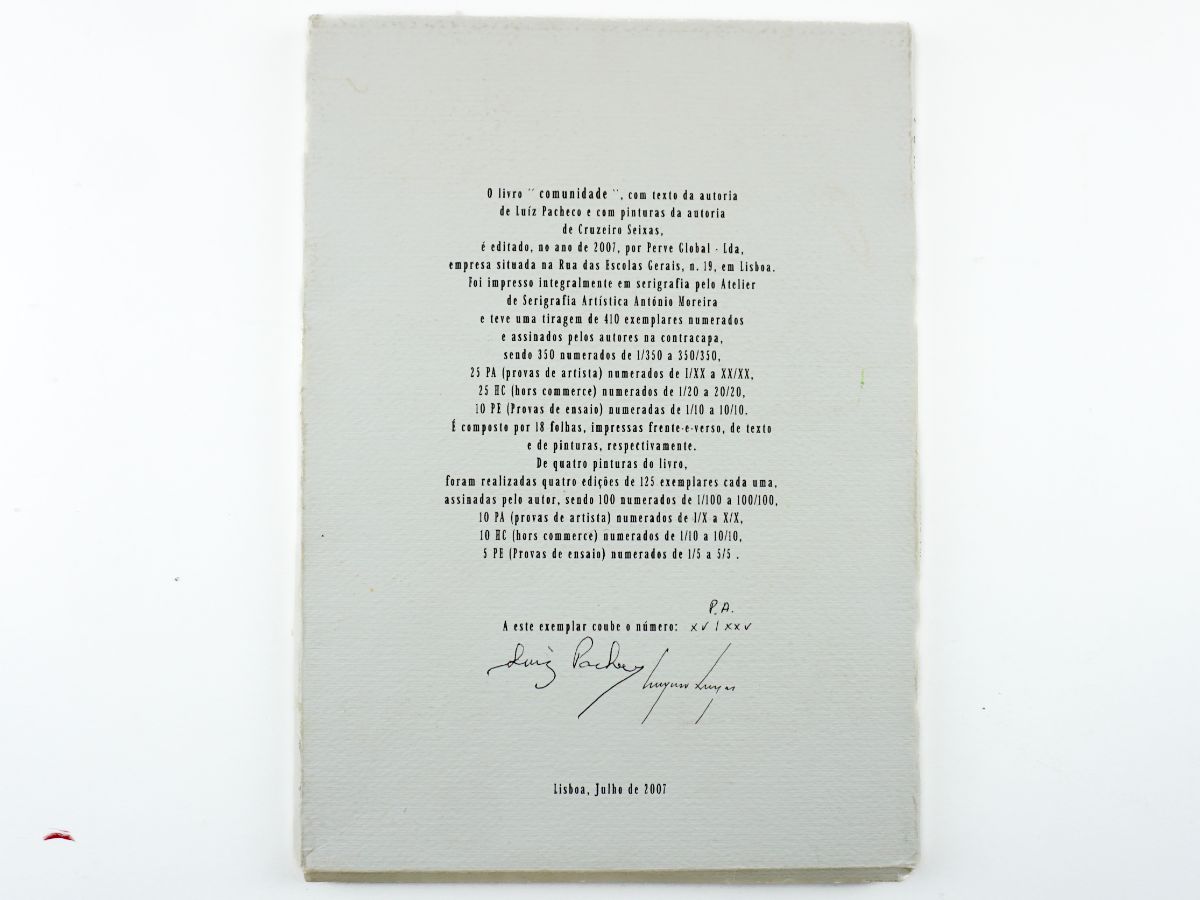 O livro " comunidade ", com texto da autoria
de Luíz Pacheco e com pinturas da autoria
de Cruzeiro Seixas,
é editado, no ano de 2007, por Perve Global - Lda,
empresa situada na Rua das Escolas Gerais, n. 19, em Lisboa.
Foi impresso integralmente em serigrafia pelo Atelier
de Serigrafia Artística António Moreira
e teve uma tiragem de 410 exemplares numerados
e assinados pelos autores na contracapa,
sendo 350 numerados de 1/350 a 350/350,
25 PA (provas de artista) numerados de I/XX a XX/XX,
25 HC (hors commerce) numerados de 1/20 a 20/20,
10 PE (Provas de ensaio) numeradas de 1/10 a 10/10.
É composto por 18 folhas, impressas frente-e-verso, de texto
e de pinturas, respectivamente.
De quatro pinturas do livro,
foram realizadas quatro edições de 125 exemplares cada uma,
assinadas pelo autor, sendo 100 numerados de 1/100 a 100/100,
10 PA (provas de artista) numerados de I/X a X/X,
10 HC (hors commerce) numerados de 1/10 a 10/10,
5 PE (Provas de ensaio) numerados de 1/5 a 5/5 .
P.A.
A este exemplar coube o número: XV / XXV
Luiz Pacheco
Lisboa, Julho de 2007